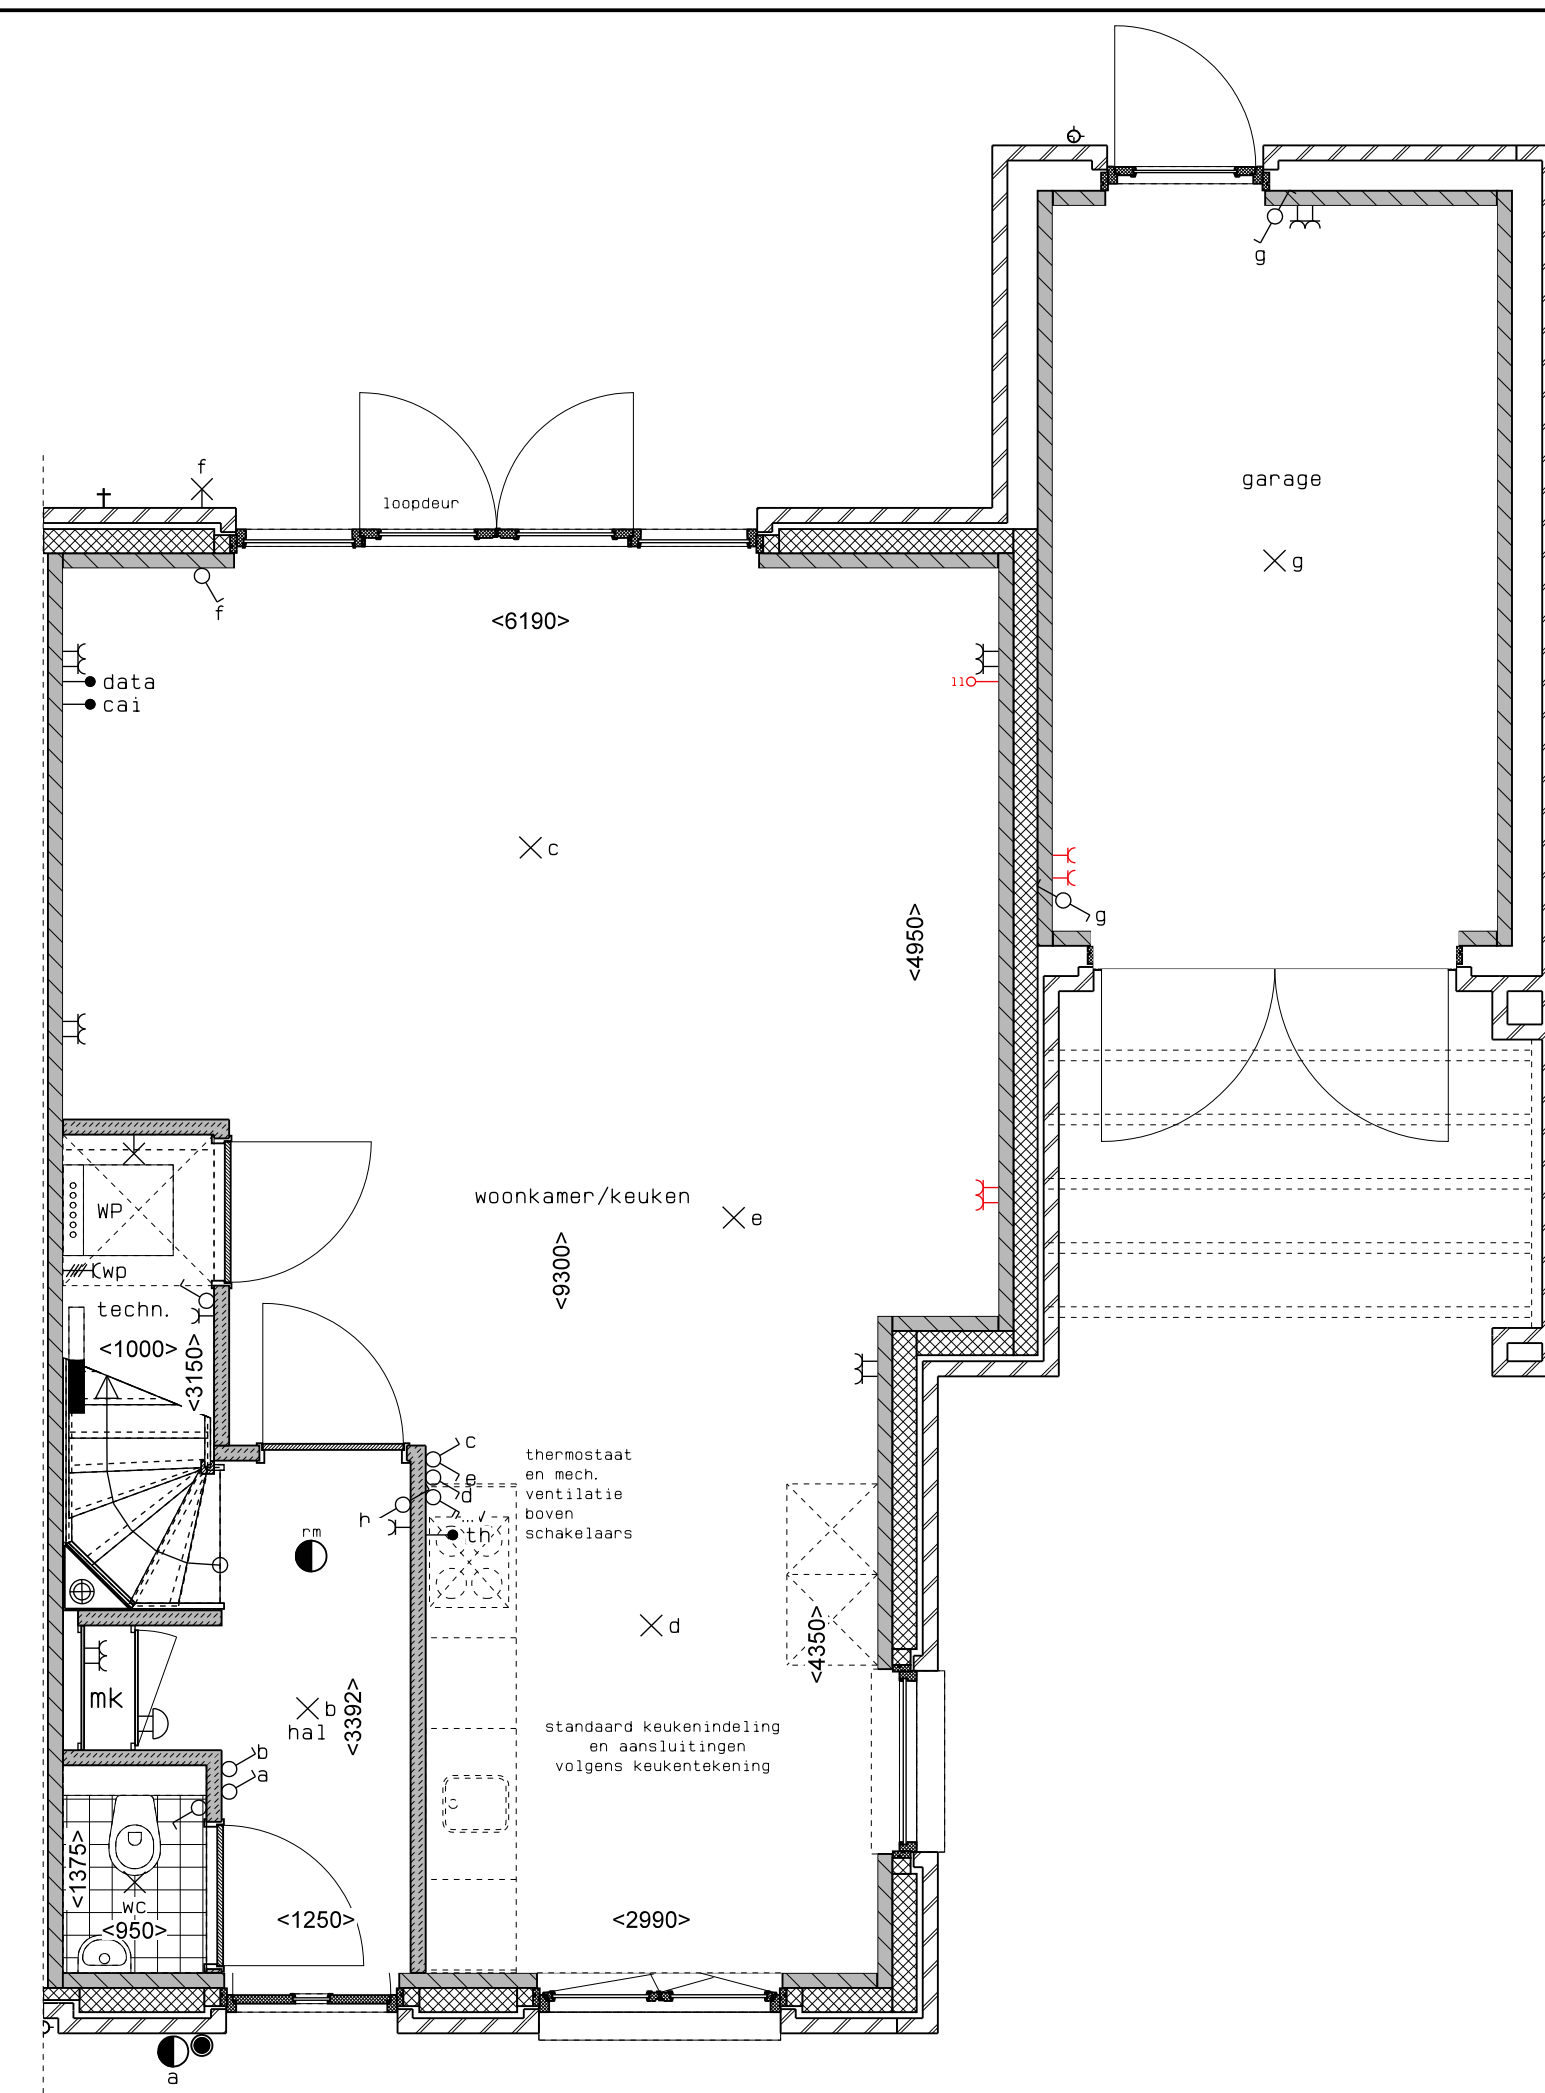 g
garage
f
loopdeur
g
f
<6190>
data
cai
11
c
g
<4950>
woonkamer/keuken
e
WP
<9300>
wp
techn.
<1000>
<3150>
c
e
d
h
th
thermostaat
en mech.
ventilatie
boven
schakelaars
rm
d
<4350>
mk
b
hal
<3392>
standaard keukenindeling
en aansluitingen
volgens keukentekening
b
a
<1375>
wc
<950>
<1250>
<2990>
a